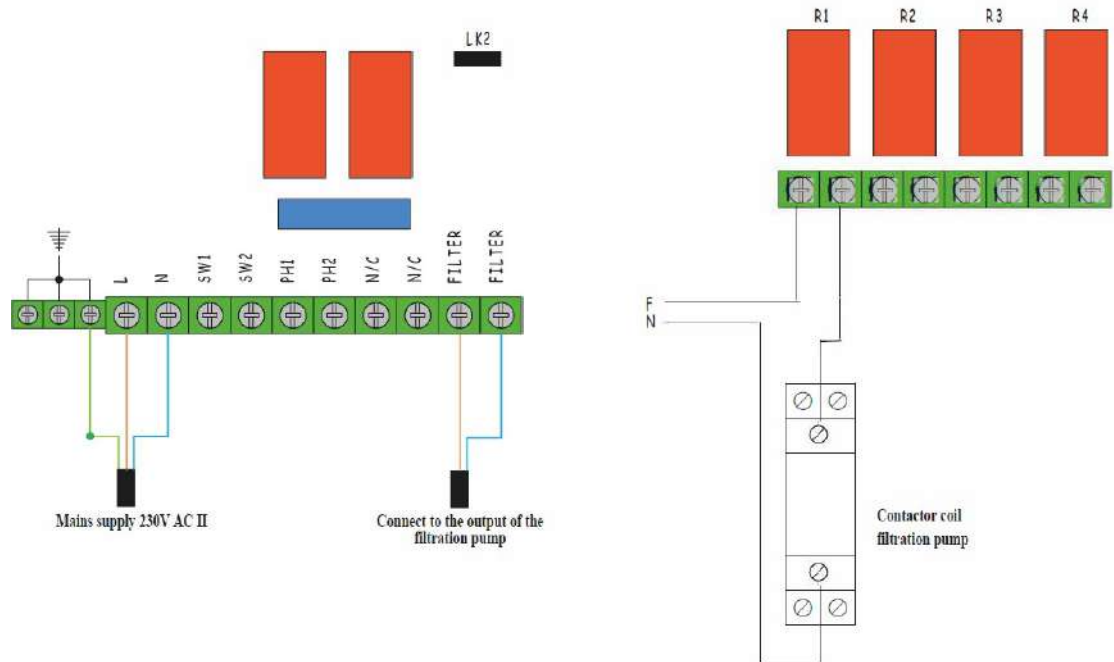 LK2
L
N
SW1
SW2
PH1
PH2
N/C
N/C
FILTER
FILTER
Mains supply 230V AC II
Connect to the output of the
filtration pump
R1
R2
R3
R4
F
N
Contactor coil
filtration pump